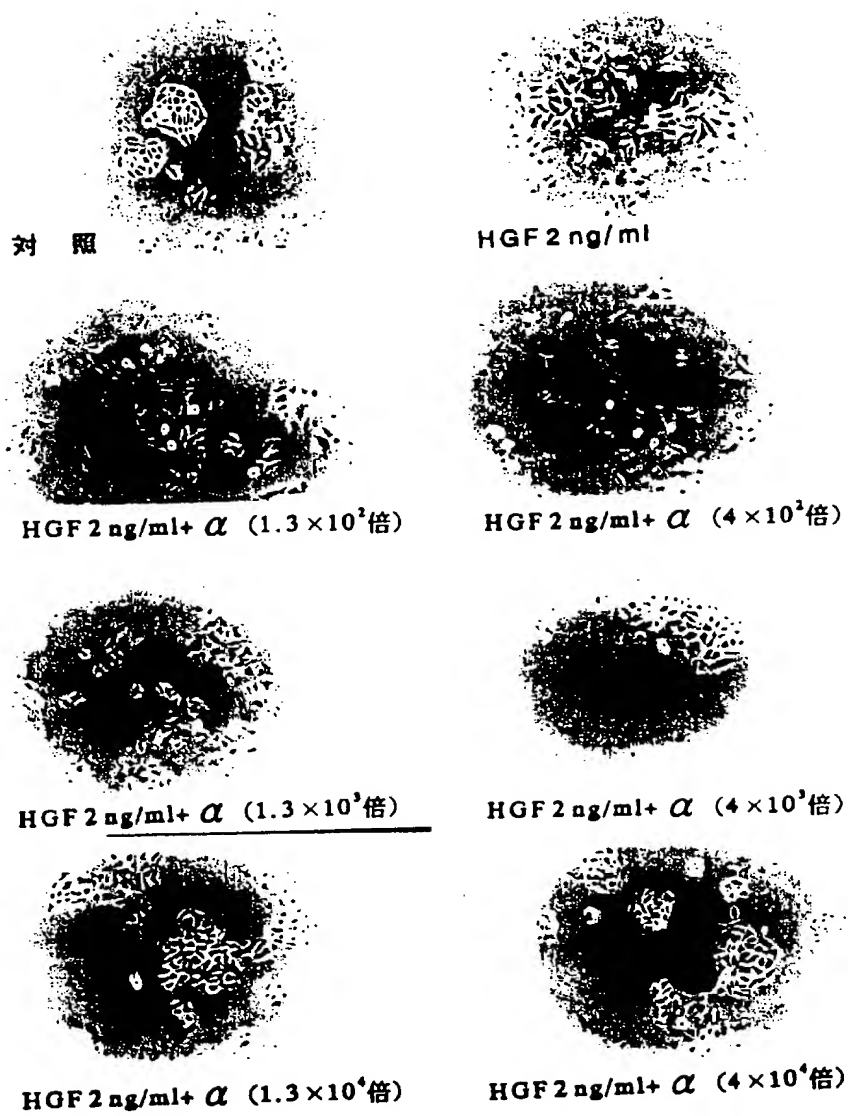 対 照
HGF 2 ng/ml
HGF 2 ng/ml+ α (1.3×10²倍)
HGF 2 ng/ml+ α (4×10²倍)
HGF 2 ng/ml+ α (1.3×10³倍)
HGF 2 ng/ml+ α (4×10³倍)
HGF 2 ng/ml+ α (1.3×10⁴倍)
HGF 2 ng/ml+ α (4×10⁴倍)